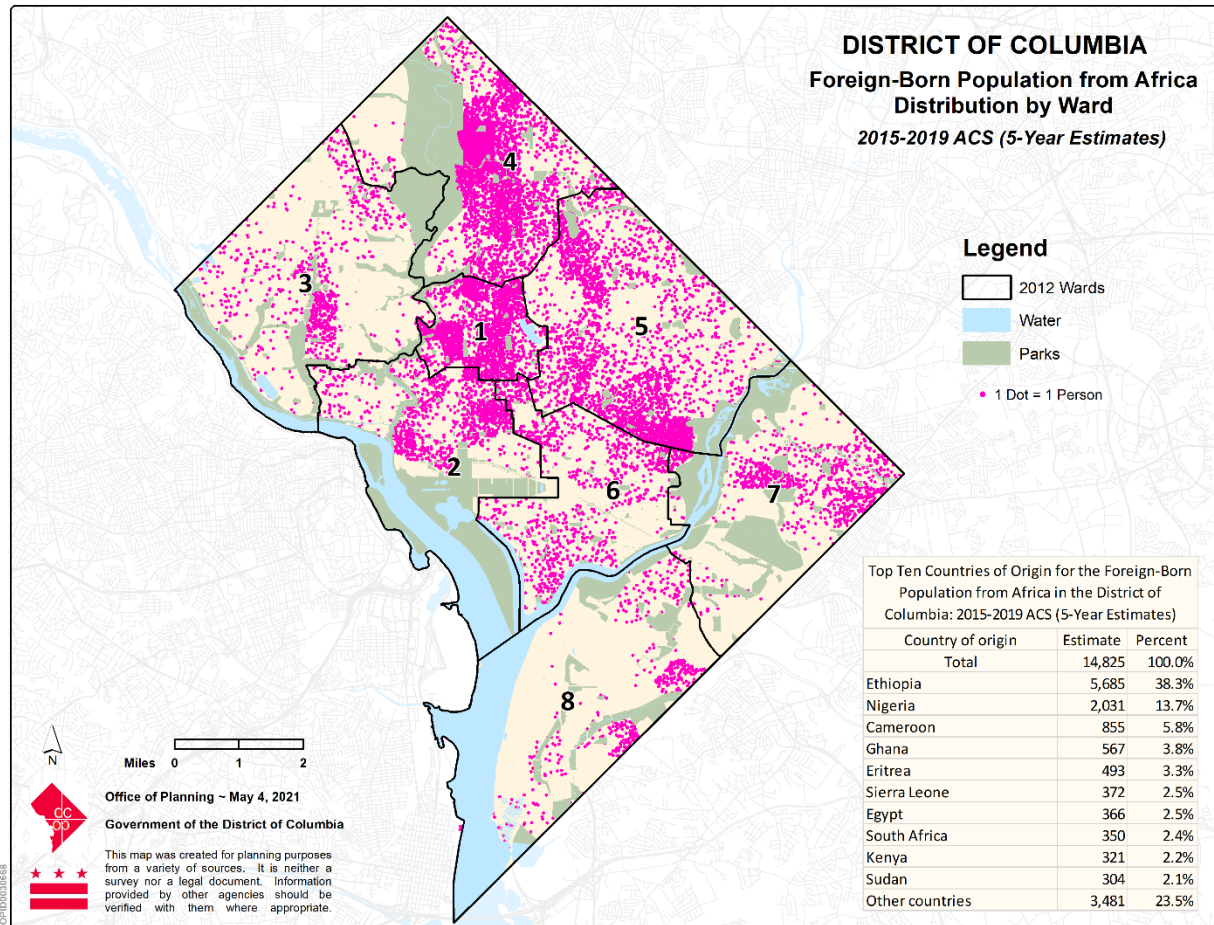 DISTRICT OF COLUMBIA
Foreign-Born Population from Africa
Distribution by Ward
2015-2019 ACS (5-Year Estimates)
Legend
2012 Wards
Water
Parks
1 Dot = 1 Person
4
3
1
5
2
6
7
8
Top Ten Countries of Origin for the Foreign-Born
Population from Africa in the District of
Columbia: 2015-2019 ACS (5-Year Estimates)
Country of origin Estimate Percent
Total 14,825 100.0%
Ethiopia 5,685 38.3%
Nigeria 2,031 13.7%
Cameroon 855 5.8%
Ghana 567 3.8%
Eritrea 493 3.3%
Sierra Leone 372 2.5%
Egypt 366 2.5%
South Africa 350 2.4%
Kenya 321 2.2%
Sudan 304 2.1%
Other countries 3,481 23.5%
N
Miles 0 1 2
dc
op
Office of Planning ~ May 4, 2021
Government of the District of Columbia
This map was created for planning purposes
from a variety of sources. It is neither a
survey nor a legal document. Information
provided by other agencies should be
verified with them where appropriate.
OPID0030668